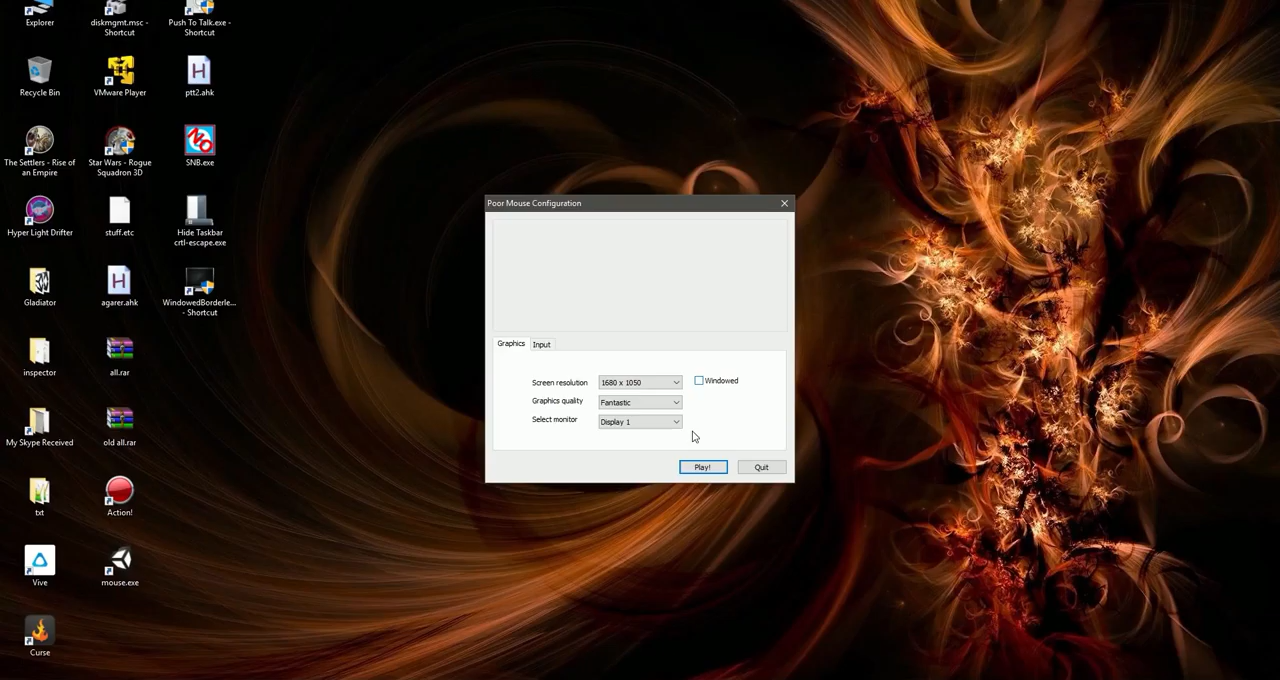 Explorer
diskmgmt.msc -
Shortcut
Push To Talk.exe -
Shortcut
Recycle Bin
VMware Player
ptt2.ahk
The Settlers - Rise of
an Empire
Star Wars - Rogue
Squadron 3D
SNB.exe
Hyper Light Drifter
stuff.etc
Hide Taskbar
crtl-escape.exe
Gladiator
agarer.ahk
WindowedBorderle...
- Shortcut
inspector
all.rar
My Skype Received
old all.rar
txt
Action!
Vive
mouse.exe
Curse
Poor Mouse Configuration
Graphics
Input
Screen resolution
1680 x 1050
Windowed
Graphics quality
Fantastic
Select monitor
Display 1
Play!
Quit